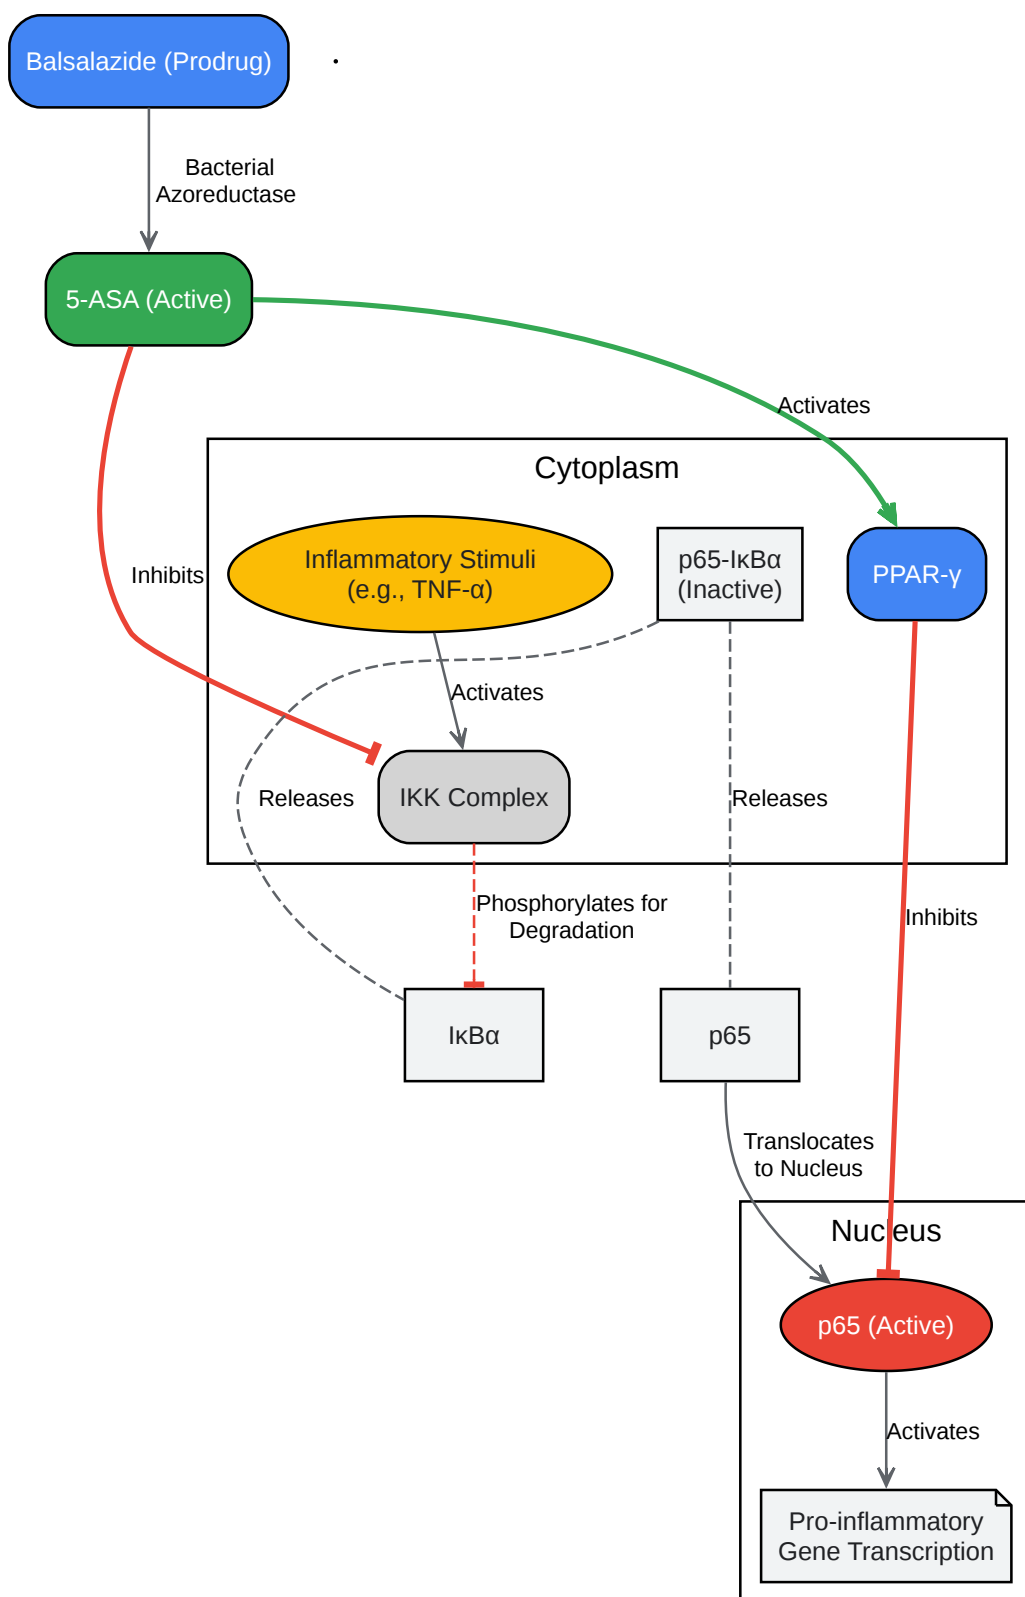 Balsalazide (Prodrug)
.
Bacterial
Azoreductase
5-ASA (Active)
Activates
Cytoplasm
Inflammatory Stimuli
(e.g., TNF-α)
p65-IκBα
(Inactive)
PPAR-γ
Inhibits
Activates
Releases
IKK Complex
Releases
Phosphorylates for
Degradation
Inhibits
IκBα
p65
Translocates
to Nucleus
Nucleus
p65 (Active)
Activates
Pro-inflammatory
Gene Transcription